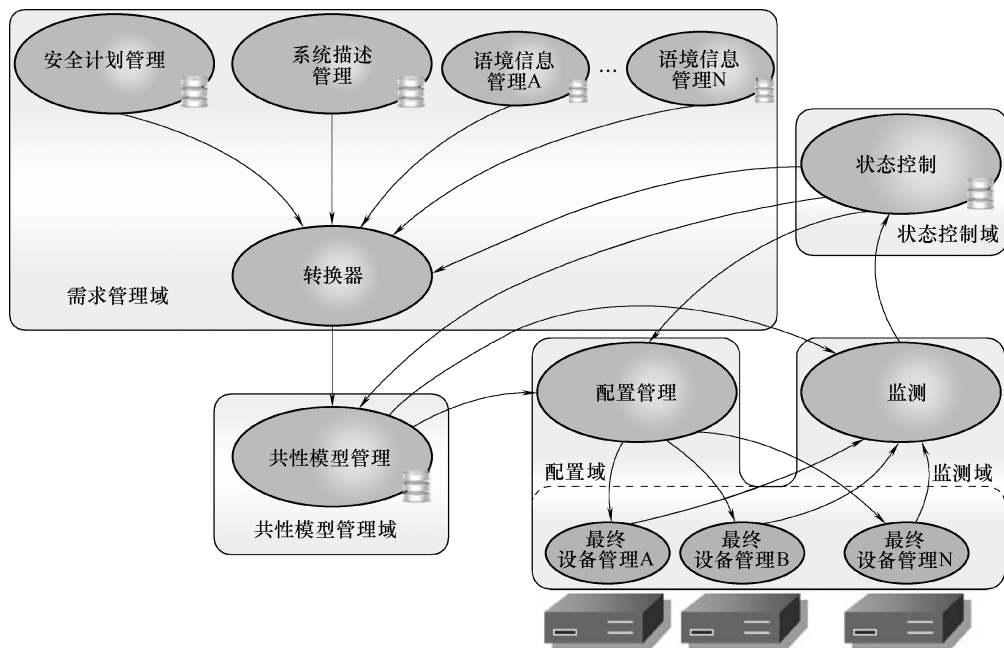 安全计划管理
系统描述
管理
语境信息
管理A
...
语境信息
管理N
状态控制
状态控制域
转换器
需求管理域
配置管理
监测
共性模型管理
配置域
监测域
共性模型管理域
最终
设备管理A
最终
设备管理B
最终
设备管理N